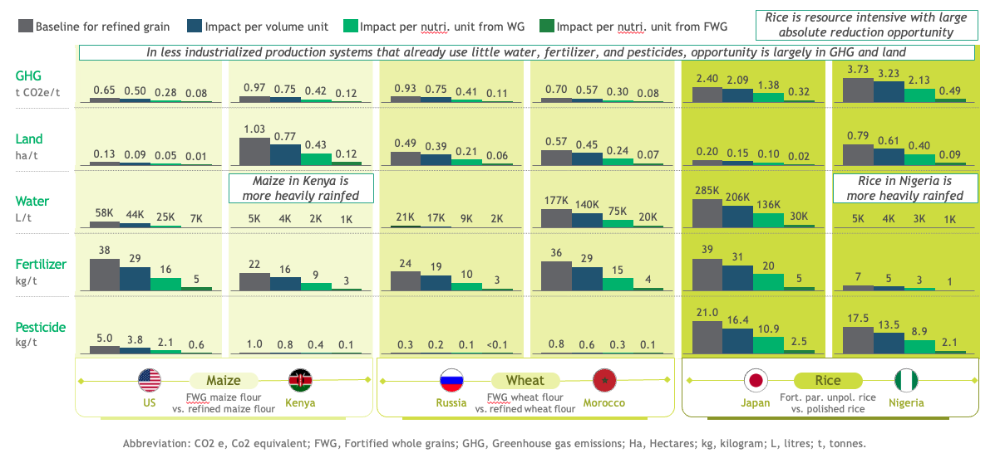 Baseline for refined grain Impact per volume unit Impact per nutri. unit from WG Impact per nutri. unit from FWG
Rice is resource intensive with large
absolute reduction opportunity
In less industrialized production systems that already use little water, fertilizer, and pesticides, opportunity is largely in GHG and land
GHG
t CO2e/t
0.65 0.50 0.28 0.08
0.97 0.75 0.42 0.12
0.93 0.75 0.41 0.11
0.70 0.57 0.30 0.08
2.40 2.09 1.38 0.32
3.73 3.23 2.13 0.49
Land
ha/t
0.13 0.09 0.05 0.01
1.03 0.77 0.43 0.12
0.49 0.39 0.21 0.06
0.57 0.45 0.24 0.07
0.20 0.15 0.10 0.02
0.79 0.61 0.40 0.09
Water
L/t
58K 44K 25K 7K
Maize in Kenya is
more heavily rainfed
5K 4K 2K 1K
21K 17K 9K 2K
177K 140K 75K 20K
285K 206K 136K 30K
Rice in Nigeria is
more heavily rainfed
5K 4K 3K 1K
Fertilizer
kg/t
38 29 16 5
22 16 9 3
24 19 10 3
36 29 15 4
39 31 20 5
7 5 3 1
Pesticide
kg/t
5.0 3.8 2.1 0.6
1.0 0.8 0.4 0.1
0.3 0.2 0.1 <0.1
0.8 0.6 0.3 0.1
21.0 16.4 10.9 2.5
17.5 13.5 8.9 2.1
Maize
US
FWG maize flour
vs. refined maize flour
Kenya
Wheat
Russia
FWG wheat flour
vs. refined wheat flour
Morocco
Rice
Japan
Fort. par. unpol. rice
vs. polished rice
Nigeria
Abbreviation: CO2 e, Co2 equivalent; FWG, Fortified whole grains; GHG, Greenhouse gas emissions; Ha, Hectares; kg, kilogram; L, litres; t, tonnes.